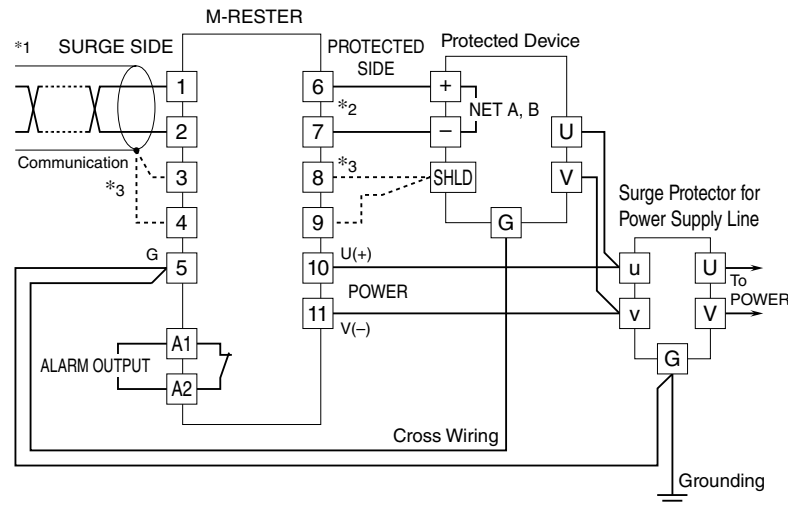 M-RESTER
*1 SURGE SIDE
PROTECTED
SIDE
Protected Device
1
6
+
*2
NET A, B
2
7
–
U
Communication
*3
3
8
*3
SHLD
V
Surge Protector for
Power Supply Line
4
9
G
G
5
10
U(+)
u
U
To
POWER
POWER
11
V(–)
v
V
A1
ALARM OUTPUT
A2
G
Cross Wiring
Grounding